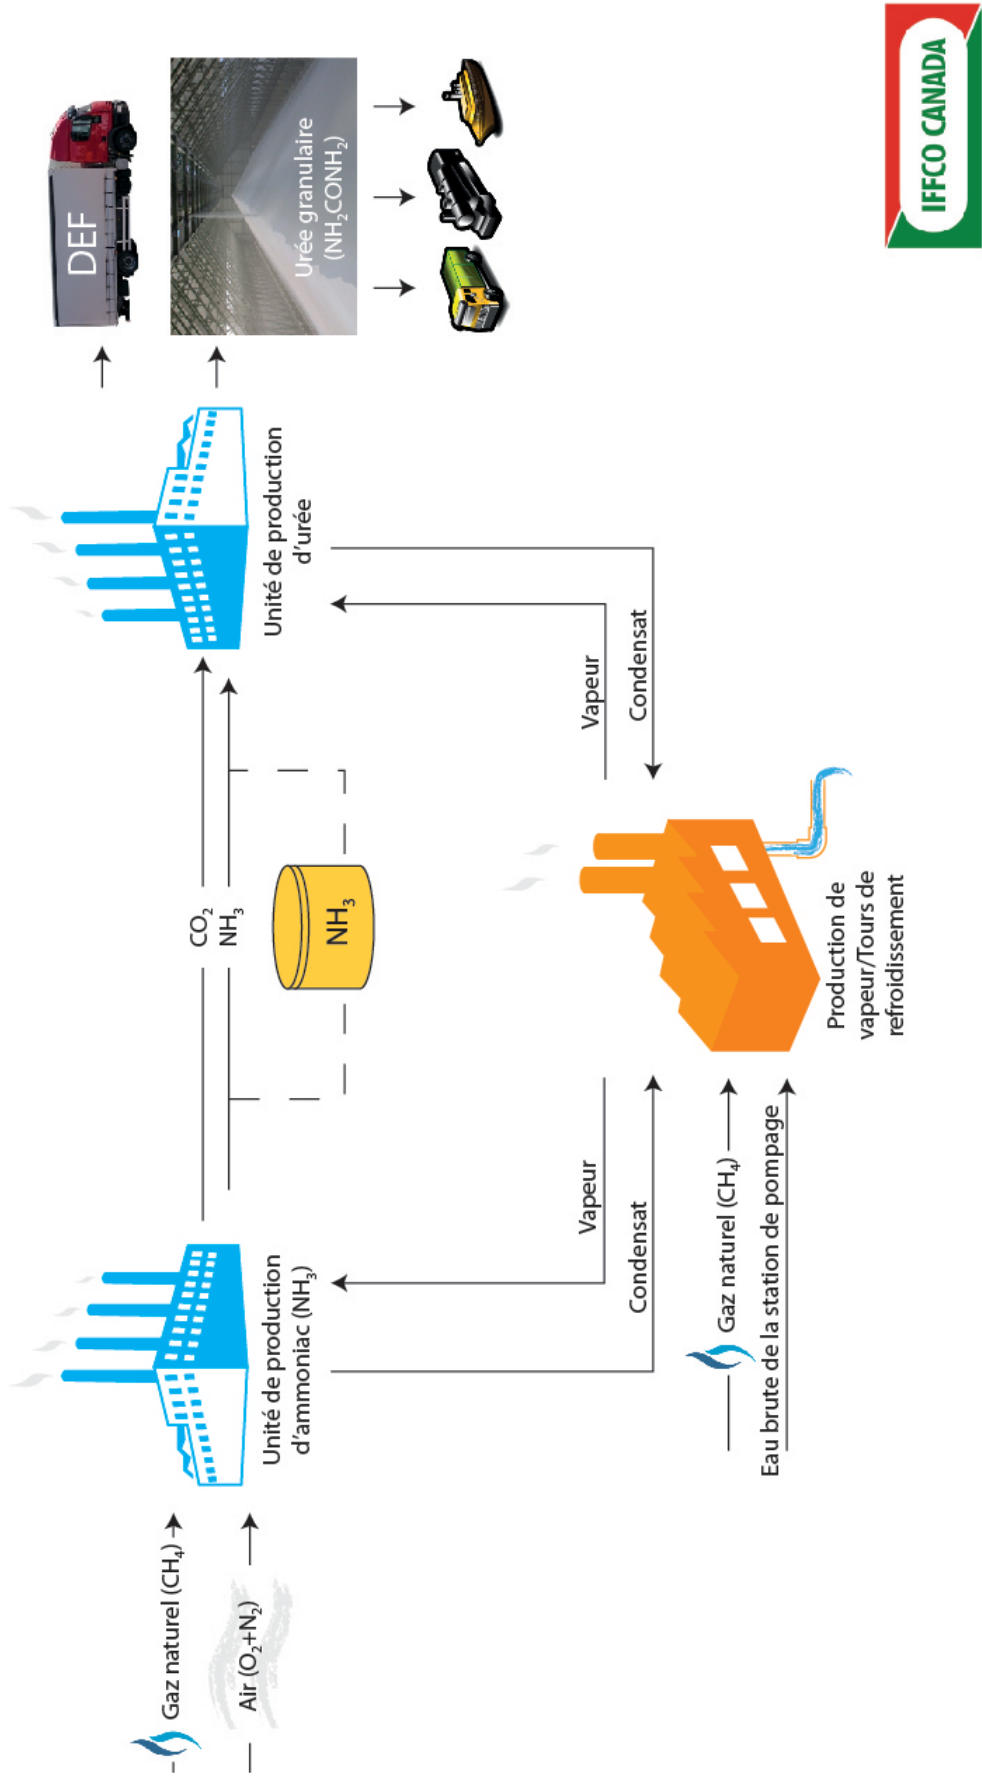 DEF
Urée granulaire
(NH₂CONH₂)
IFFCO CANADA
Unité de production
d'urée
CO₂
NH₃
NH₃
Vapeur
Condensat
Production de
vapeur/Tours de
refroidissement
Unité de production
d'ammoniac (NH₃)
Vapeur
Condensat
Gaz naturel (CH₄)
Eau brute de la station de pompage
Gaz naturel (CH₄)
Air (O₂+N₂)